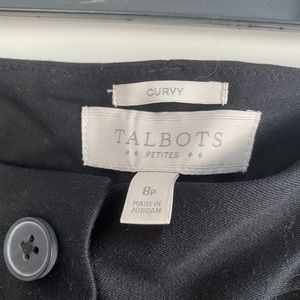 CURVY
TALBOTS
PETITES
8P
MADE IN
JORDAN